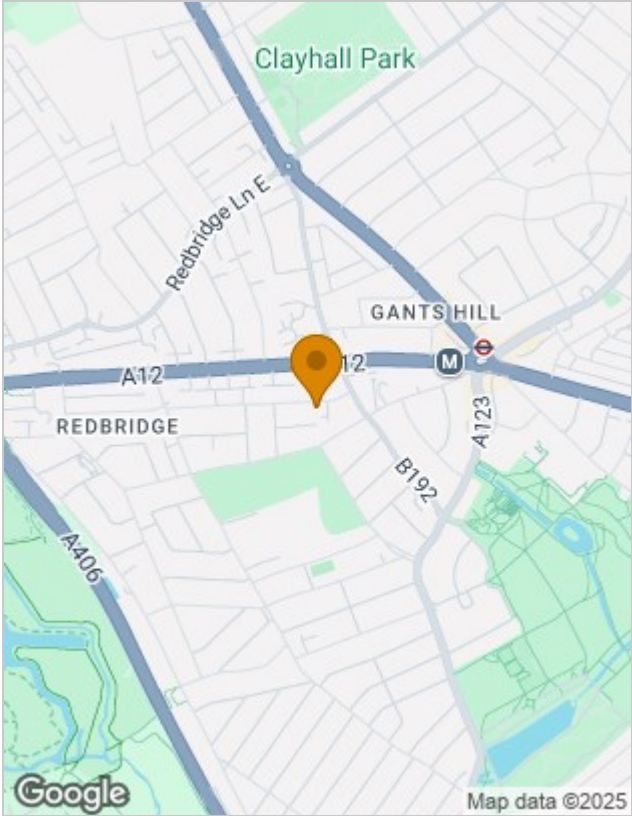 Clayhall Park
Redbridge Ln E
GANTS HILL
M
A12
12
A123
REDBRIDGE
B192
A406
Google
Map data ©2025